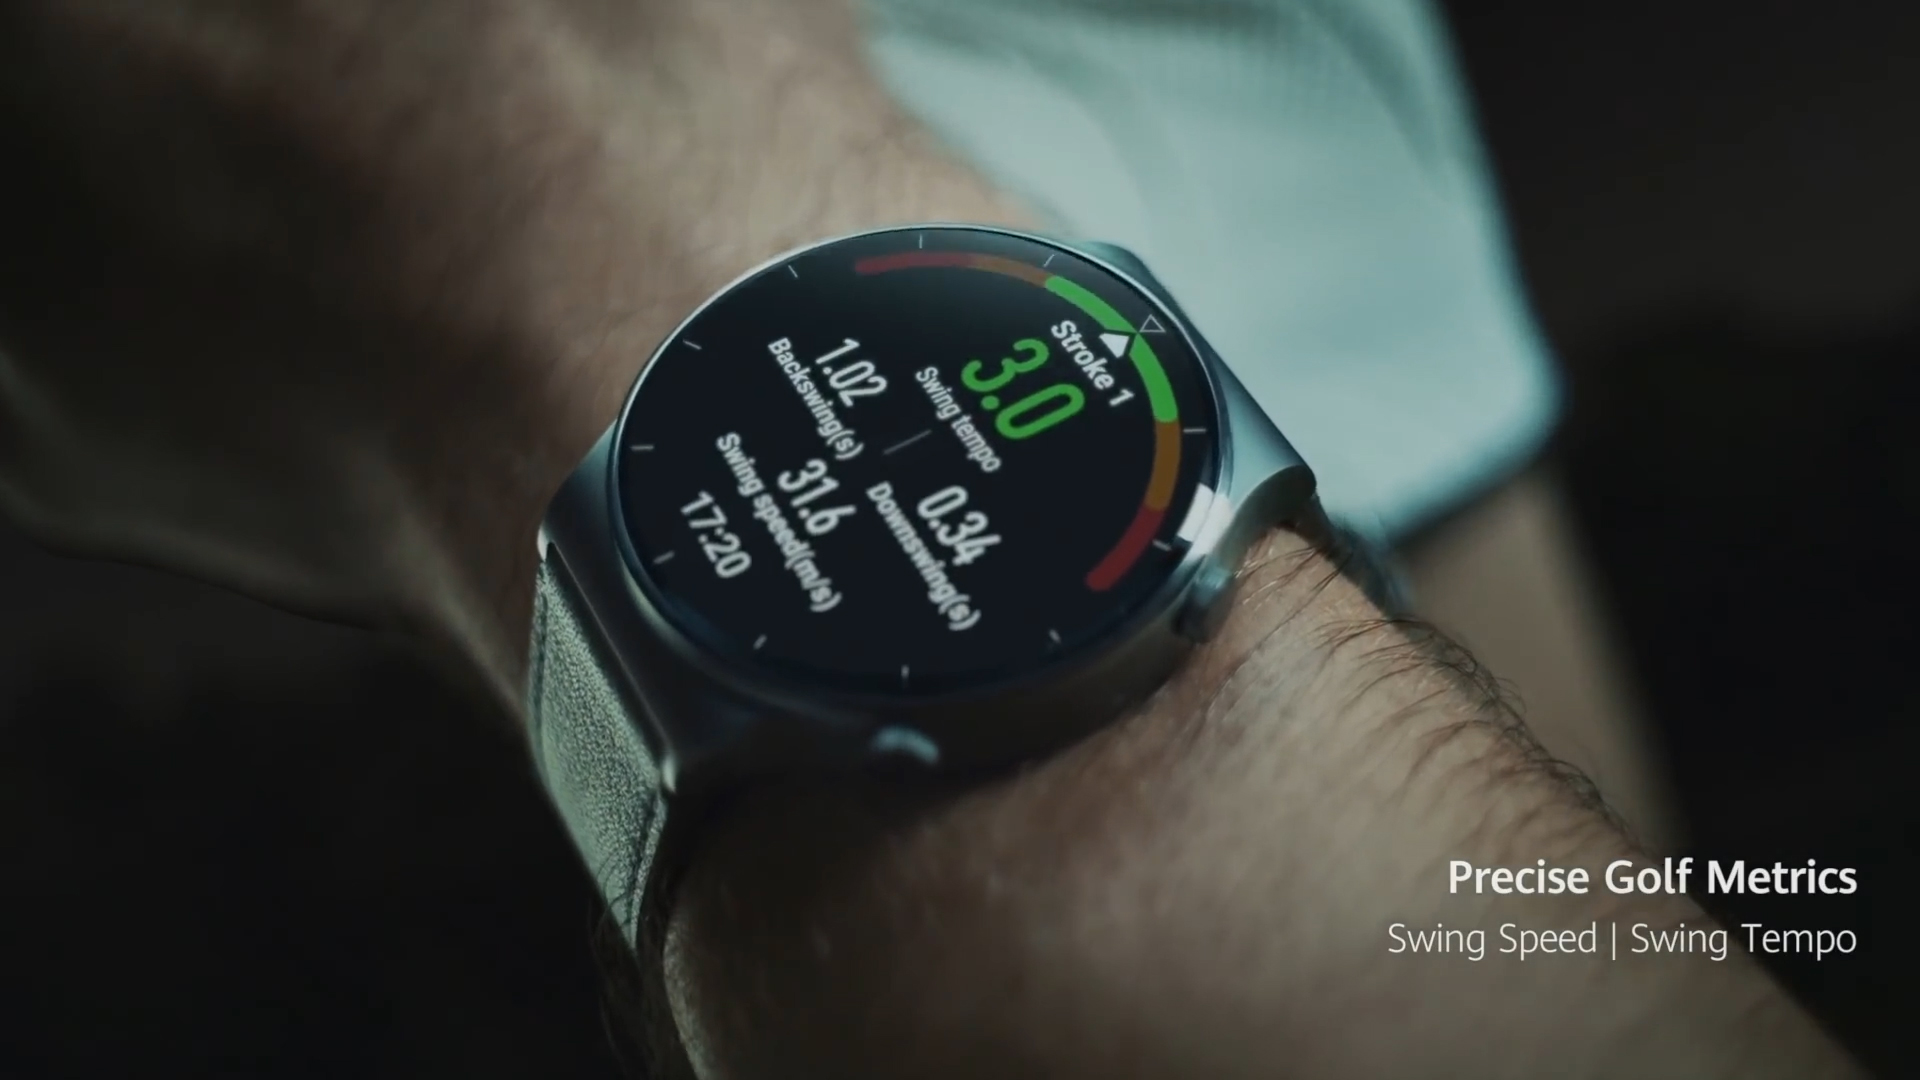 Stroke 1
3.0
Swing tempo
1.02
Backswing(s)
0.34
Downswing(s)
31.6
Swing speed(m/s)
17:20
Precise Golf Metrics
Swing Speed | Swing Tempo